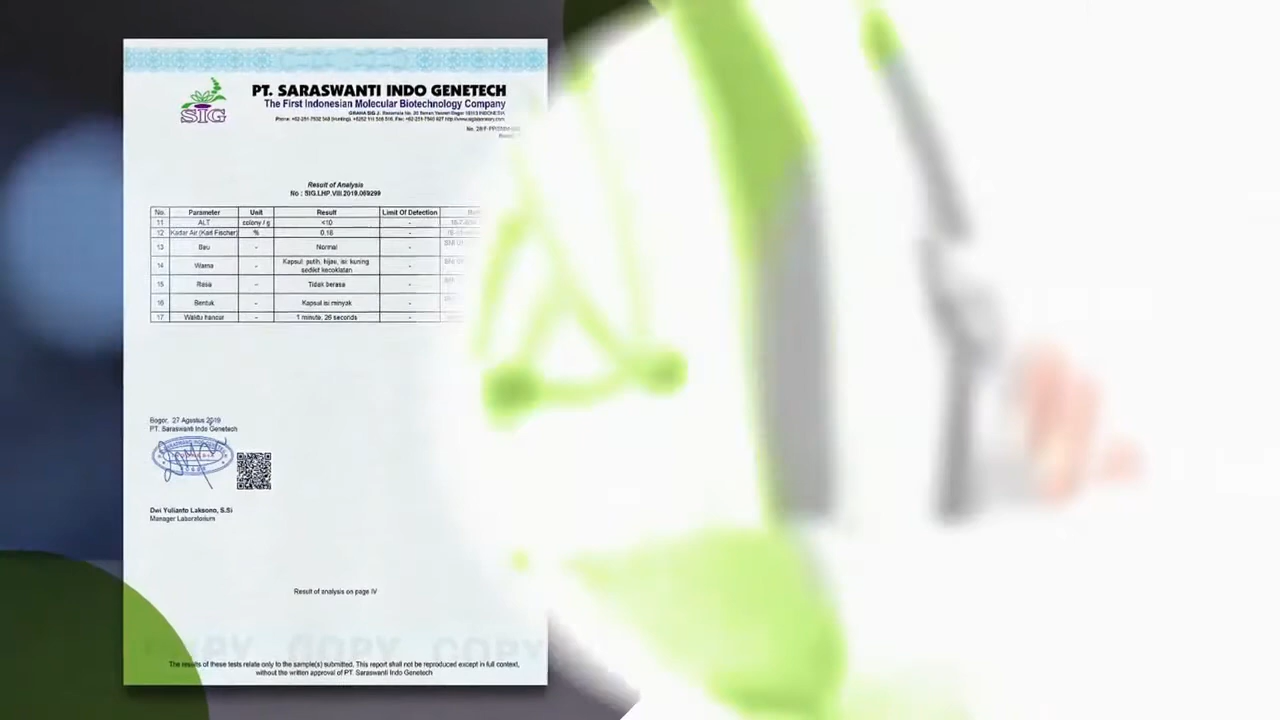 PT. SARASWANTI INDO GENETECH
The First Indonesian Molecular Biotechnology Company
SIG
Result of Analysis
No : SIG.LHP.VIII.2019.069299
No. Parameter Unit Result Limit Of Detection
11 ALT colony / g <10 -
12 Kadar Air (Karl Fischer) % 0.18 -
13 Bau - Normal -
14 Warna - Kapsul putih, hijau, isi kuning sedikit kecoklatan -
15 Rasa - Tidak berasa -
16 Bentuk - Kapsul isi minyak -
17 Waktu hancur - 1 minute, 26 seconds -
Bogor, 27 Agustus 2019
PT. Saraswanti Indo Genetech
Dwi Yulianto Laksono, S.Si
Manager Laboratorium
Result of analysis on page IV
COPY COPY
The results of these tests relate only to the sample(s) submitted. This report shall not be reproduced except in full context,
without the written approval of PT. Saraswanti Indo Genetech